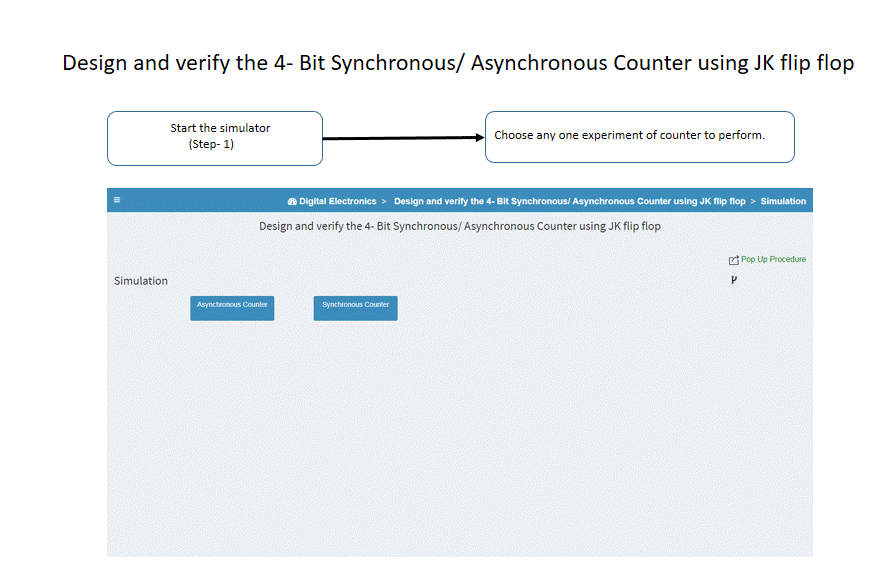 Design and verify the 4- Bit Synchronous/ Asynchronous Counter using JK flip flop
Start the simulator
(Step- 1)
Choose any one experiment of counter to perform.
Digital Electronics > Design and verify the 4- Bit Synchronous/ Asynchronous Counter using JK flip flop > Simulation
Design and verify the 4- Bit Synchronous/ Asynchronous Counter using JK flip flop
Pop Up Procedure
Simulation
Asynchronous Counter
Synchronous Counter